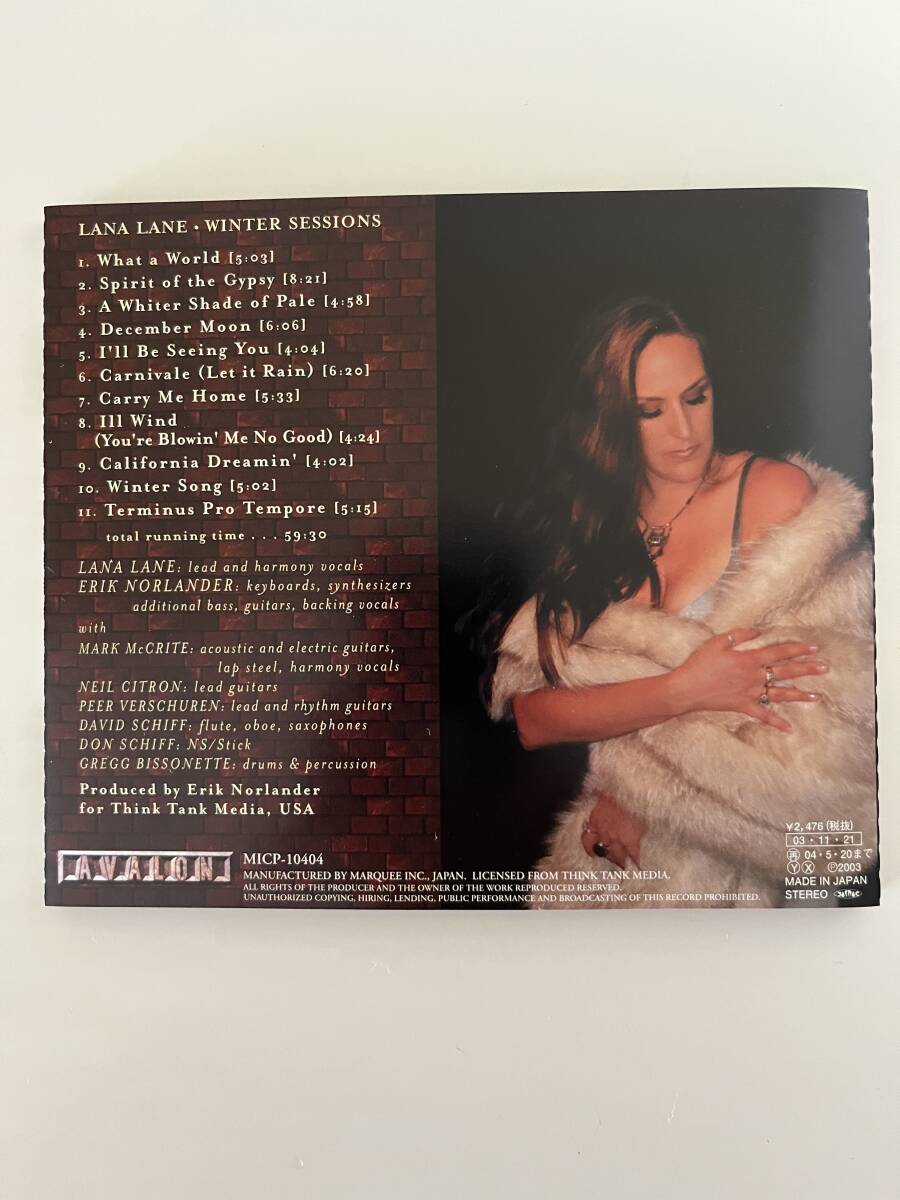 LANA LANE • WINTER SESSIONS
1. What a World [5:03]
2. Spirit of the Gypsy [8:21]
3. A Whiter Shade of Pale [4:58]
4. December Moon [6:06]
5. I'll Be Seeing You [4:04]
6. Carnivale (Let it Rain) [6:20]
7. Carry Me Home [5:33]
8. Ill Wind
(You're Blowin' Me No Good) [4:24]
9. California Dreamin' [4:02]
10. Winter Song [5:02]
11. Terminus Pro Tempore [5:15]
total running time . . . 59:30
LANA LANE: lead and harmony vocals
ERIK NORLANDER: keyboards, synthesizers
additional bass, guitars, backing vocals
with
MARK McCRITE: acoustic and electric guitars,
lap steel, harmony vocals
NEIL CITRON: lead guitars
PEER VERSCHUREN: lead and rhythm guitars
DAVID SCHIFF: flute, oboe, saxophones
DON SCHIFF: NS/Stick
GREGG BISSONETTE: drums & percussion
Produced by Erik Norlander
for Think Tank Media, USA
AVALON
MICP-10404
MANUFACTURED BY MARQUEE INC., JAPAN. LICENSED FROM THINK TANK MEDIA.
ALL RIGHTS OF THE PRODUCER AND THE OWNER OF THE WORK REPRODUCED RESERVED.
UNAUTHORIZED COPYING, HIRING, LENDING, PUBLIC PERFORMANCE AND BROADCASTING OF THIS RECORD PROHIBITED.
¥2,476 (税抜)
03・11・21
再 04・5・20まで
Ⓨ Ⓧ ℗2003
MADE IN JAPAN
STEREO